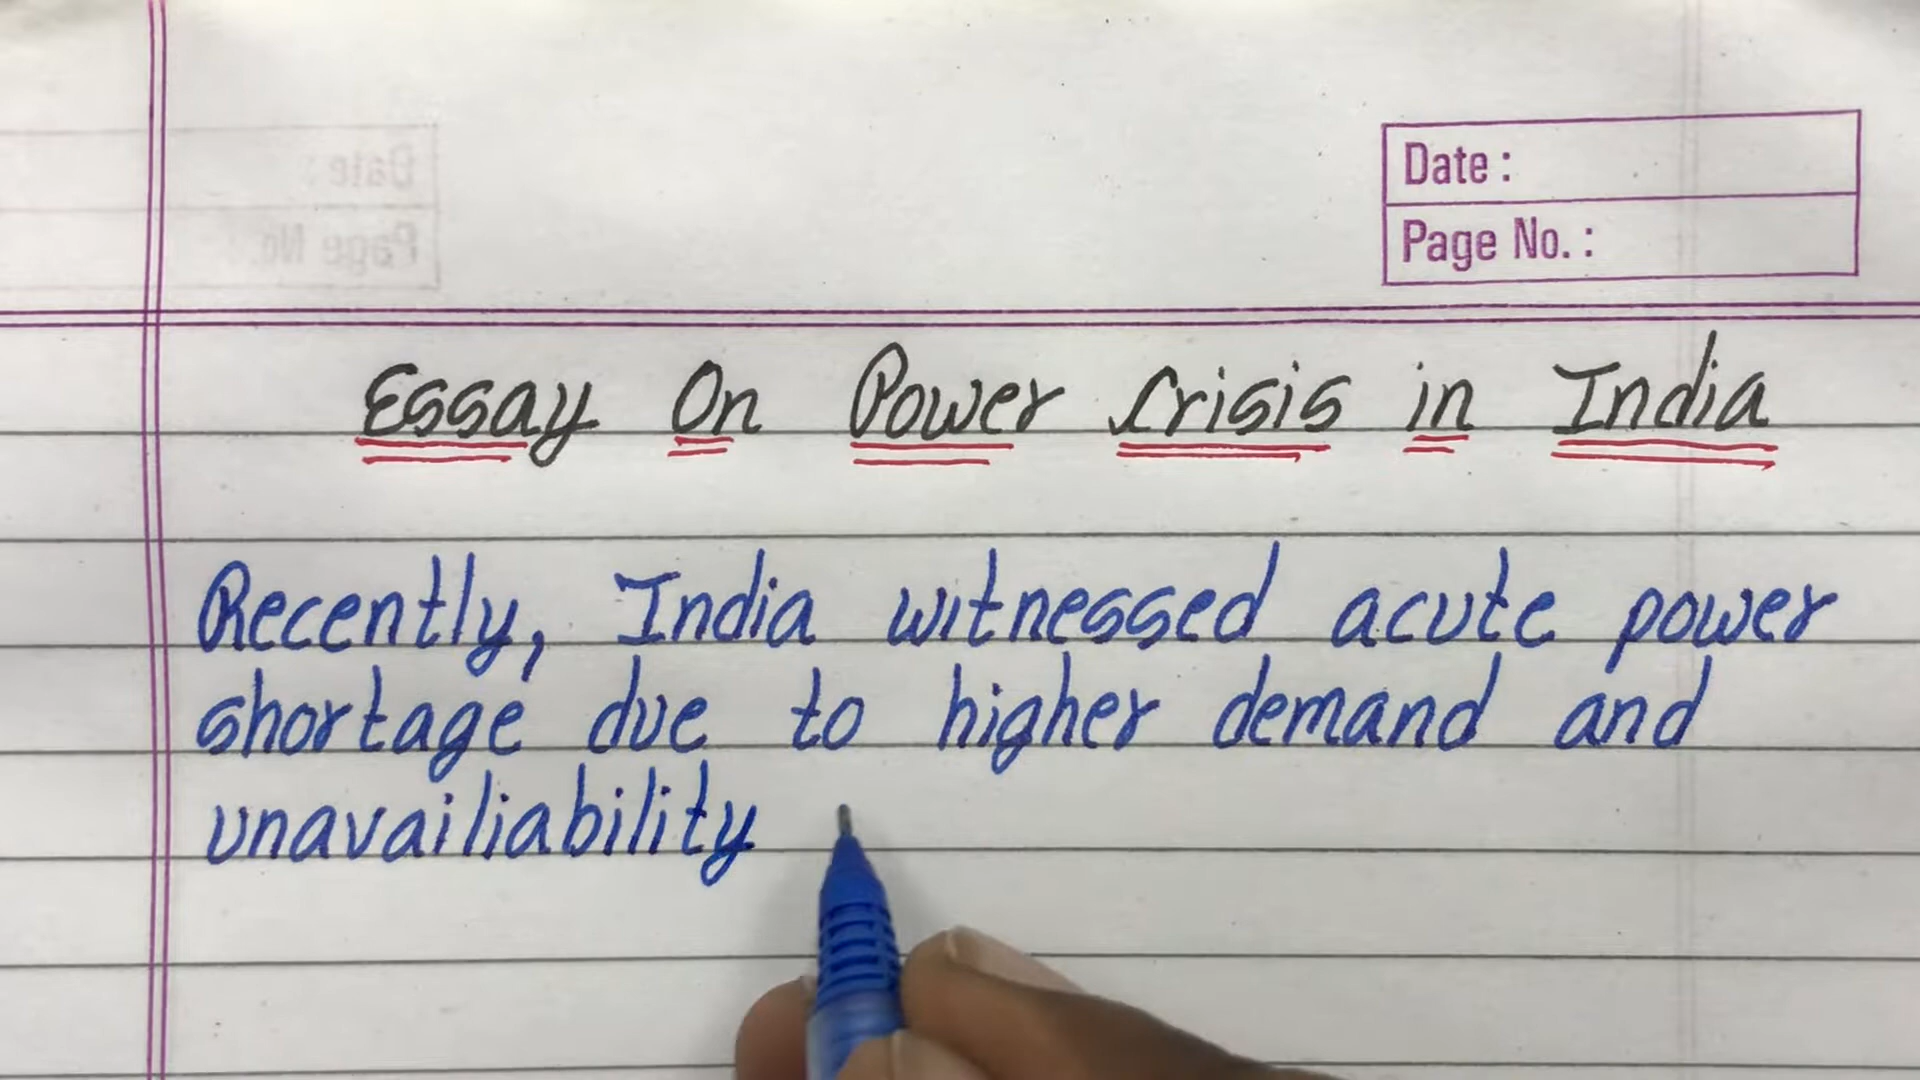 Date :
Page No. :
Essay On Power Crisis in India
Recently, India witnessed acute power
shortage due to higher demand and
unavailiability